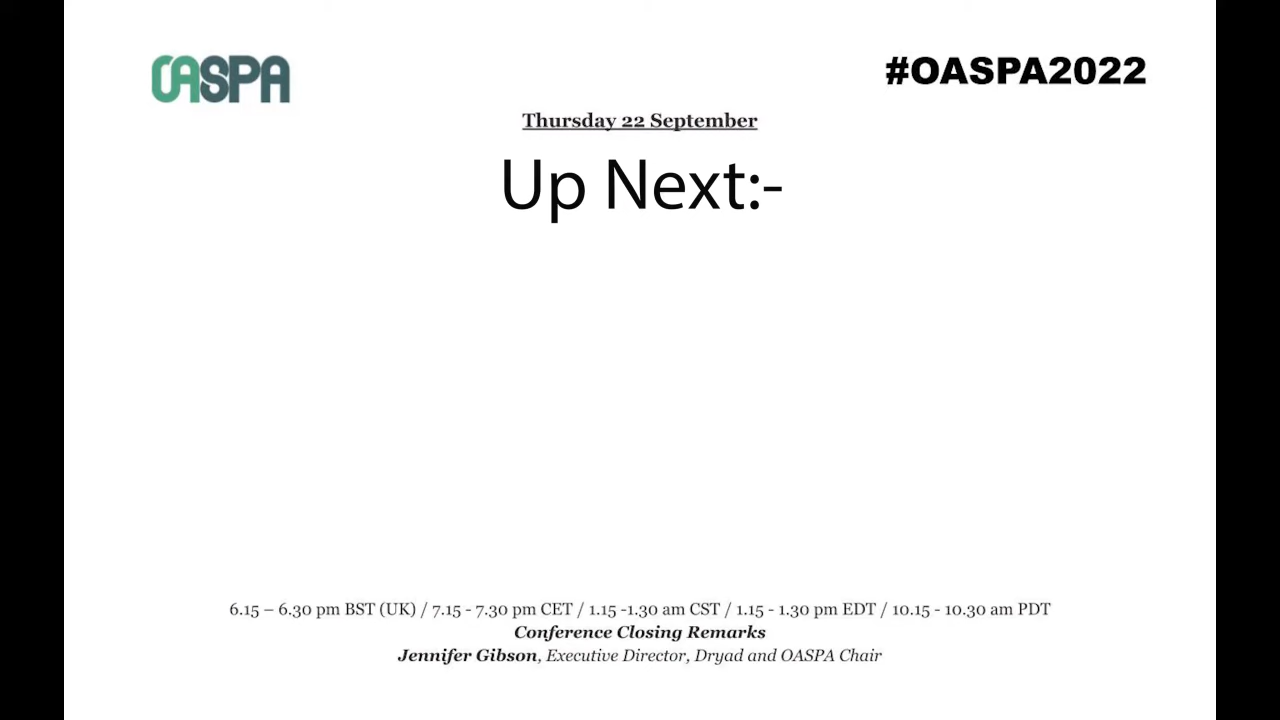 OASPA
#OASPA2022
Thursday 22 September
Up Next:-
6.15 – 6.30 pm BST (UK) / 7.15 - 7.30 pm CET / 1.15 -1.30 am CST / 1.15 - 1.30 pm EDT / 10.15 - 10.30 am PDT
Conference Closing Remarks
Jennifer Gibson, Executive Director, Dryad and OASPA Chair